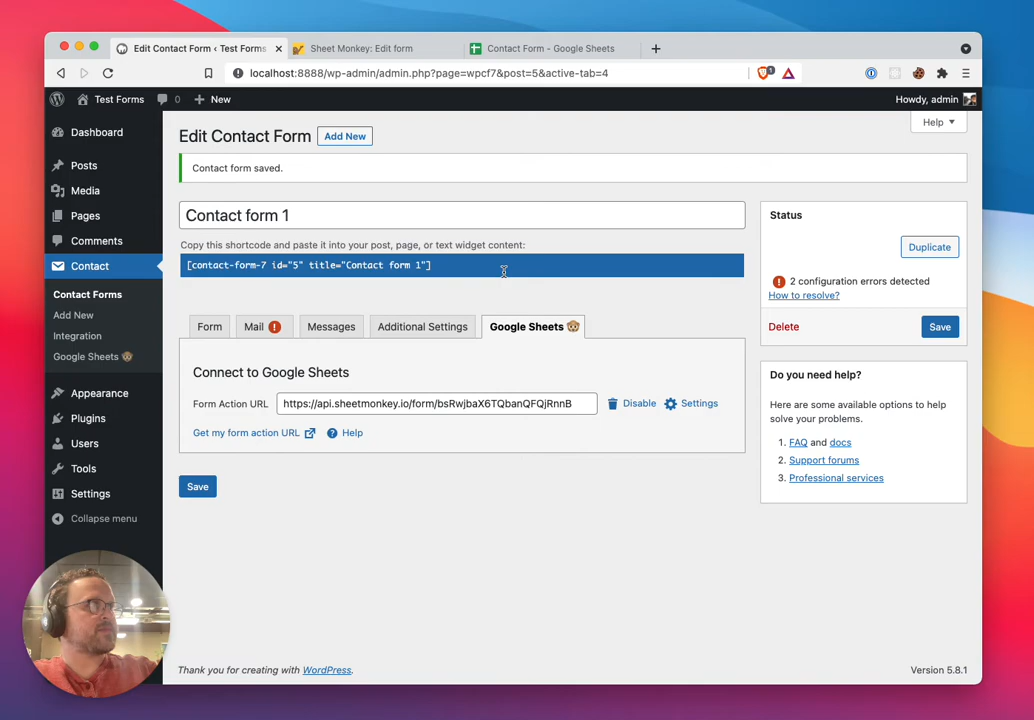 Edit Contact Form ‹ Test Forms
Sheet Monkey: Edit form
Contact Form - Google Sheets
localhost:8888/wp-admin/admin.php?page=wpcf7&post=5&active-tab=4
1
Test Forms
0
New
Howdy, admin
Dashboard
Posts
Media
Pages
Comments
Contact
Contact Forms
Add New
Integration
Google Sheets
Appearance
Plugins
Users
Tools
Settings
Collapse menu
Help
Edit Contact Form
Add New
Contact form saved.
Contact form 1
Copy this shortcode and paste it into your post, page, or text widget content:
[contact-form-7 id="5" title="Contact form 1"]
Form
Mail
Messages
Additional Settings
Google Sheets
Connect to Google Sheets
Form Action URL
https://api.sheetmonkey.io/form/bsRwjbaX6TQbanQFQjRnnB
Disable
Settings
Get my form action URL
Help
Save
Status
Duplicate
2 configuration errors detected
How to resolve?
Delete
Save
Do you need help?
Here are some available options to help
solve your problems.
1. FAQ and docs
2. Support forums
3. Professional services
Thank you for creating with WordPress.
Version 5.8.1